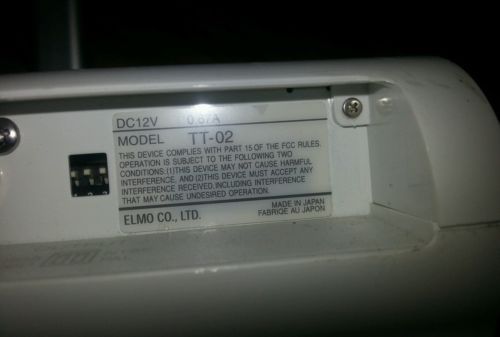 DC12V 0.67A
MODEL TT-02
THIS DEVICE COMPLIES WITH PART 15 OF THE FCC RULES.
OPERATION IS SUBJECT TO THE FOLLOWING TWO
CONDITIONS:(1)THIS DEVICE MAY NOT CAUSE HARMFUL
INTERFERENCE, AND (2)THIS DEVICE MUST ACCEPT ANY
INTERFERENCE RECEIVED,INCLUDING INTERFERENCE
THAT MAY CAUSE UNDESIRED OPERATION.
ELMO CO., LTD.
MADE IN JAPAN
FABRIQE AU JAPON